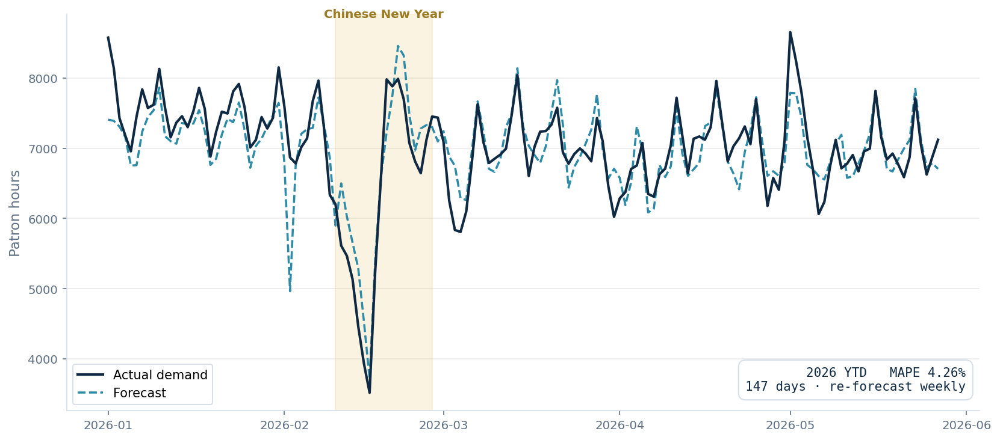 Chinese New Year
Patron hours
8000
7000
6000
5000
4000
Actual demand
Forecast
2026 YTD   MAPE 4.26%
147 days · re-forecast weekly
2026-01
2026-02
2026-03
2026-04
2026-05
2026-06